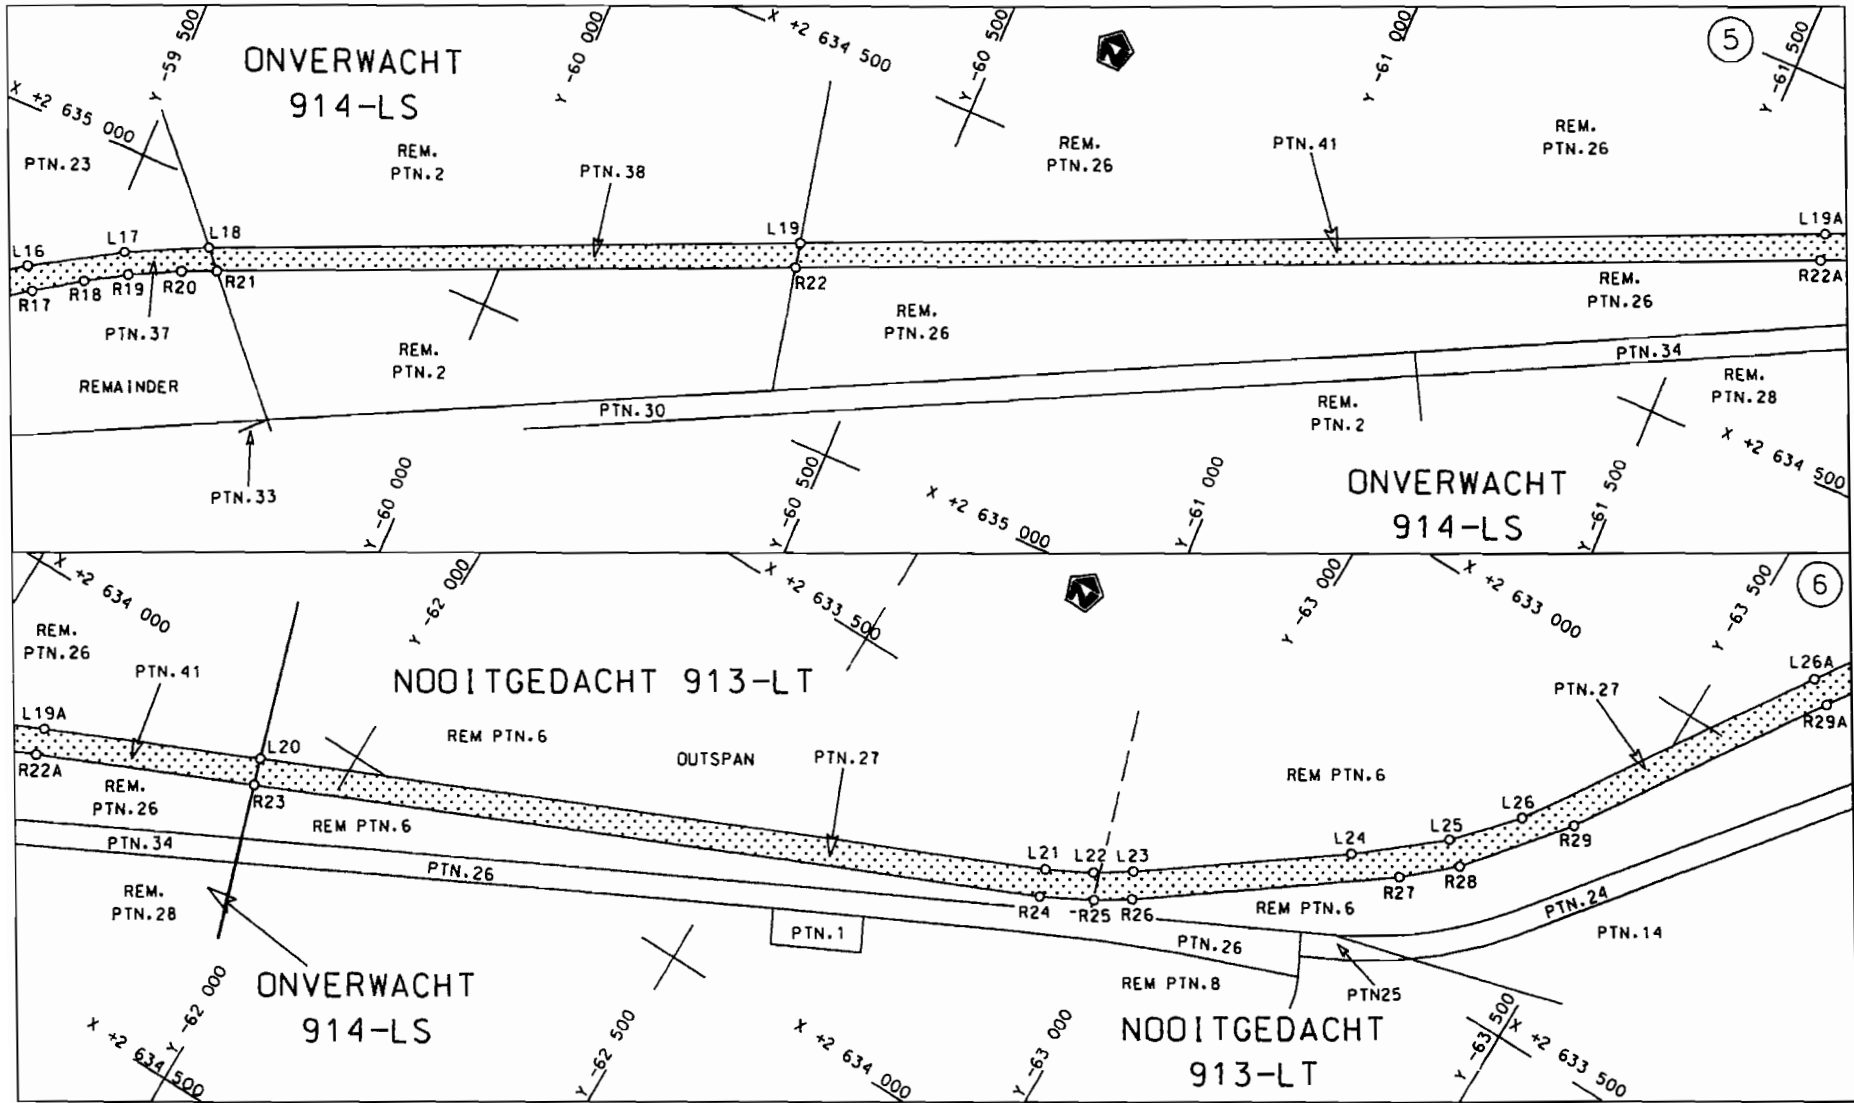 Y -59 500
ONVERWACHT
914-LS
Y -60 000
X +2 634 500
Y -60 500
Y -61 000
Y -61 500
5
X +2 635 000
PTN.23
REM.
PTN.2
PTN.38
REM.
PTN.26
PTN.41
REM.
PTN.26
L16
L17
L18
L19
L19A
R17
R18
R19
R20
R21
R22
R22A
PTN.37
REM.
PTN.26
REM.
PTN.26
REM.
PTN.2
REMAINDER
PTN.34
PTN.30
REM.
PTN.2
REM.
PTN.28
PTN.33
Y -60 000
Y -60 500
X +2 635 000
Y -61 000
ONVERWACHT
914-LS
Y -61 500
X +2 634 500
X +2 634 000
Y -62 000
X +2 633 500
Y -63 000
X +2 633 000
Y -63 500
6
REM.
PTN.26
PTN.41
NOOITGEDACHT 913-LT
L26A
PTN.27
L19A
L20
REM PTN.6
OUTSPAN
PTN.27
REM PTN.6
R29A
R22A
REM.
PTN.26
R23
REM PTN.6
L21
L22
L23
L24
L25
L26
PTN.34
PTN.26
R24
R25
R26
R27
R28
R29
REM PTN.6
PTN.24
REM.
PTN.28
PTN.1
PTN.26
PTN.14
REM PTN.8
PTN25
ONVERWACHT
914-LS
NOOITGEDACHT
913-LT
X +2 634 500
Y -62 000
Y -62 500
X +2 634 000
Y -63 000
Y -63 500
X +2 633 500